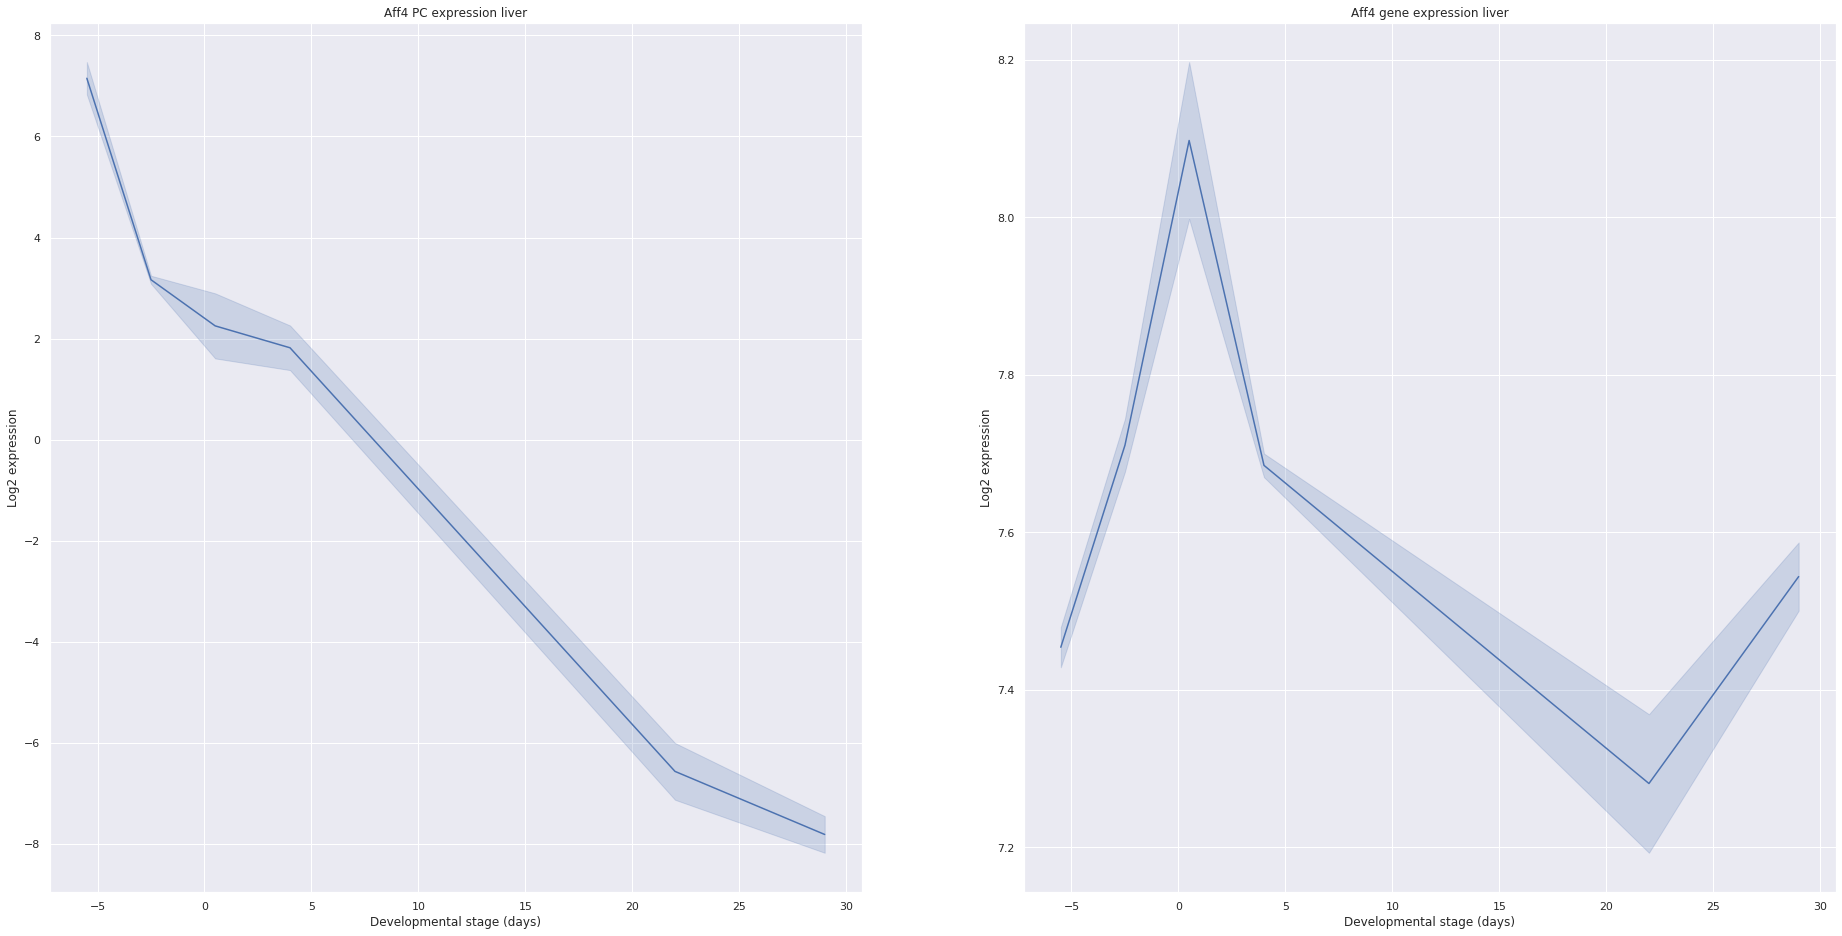 Aff4 PC expression liver
8
6
4
2
0
−2
−4
−6
−8
Log2 expression
−5 0 5 10 15 20 25 30
Developmental stage (days)
Aff4 gene expression liver
8.2
8.0
7.8
7.6
7.4
7.2
Log2 expression
−5 0 5 10 15 20 25 30
Developmental stage (days)